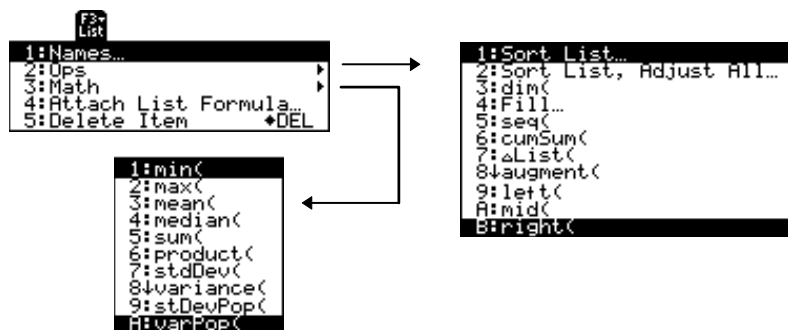 F3▾
List
1:Names…
2:Ops ▸
3:Math ▸
4:Attach List Formula…
5:Delete Item ◆DEL
1:Sort List…
2:Sort List, Adjust All…
3:dim(
4:Fill…
5:seq(
6:cumSum(
7:△List(
8↓augment(
9:left(
A:mid(
B:right(
1:min(
2:max(
3:mean(
4:median(
5:sum(
6:product(
7:stdDev(
8↓variance(
9:stDevPop(
A:varPop(